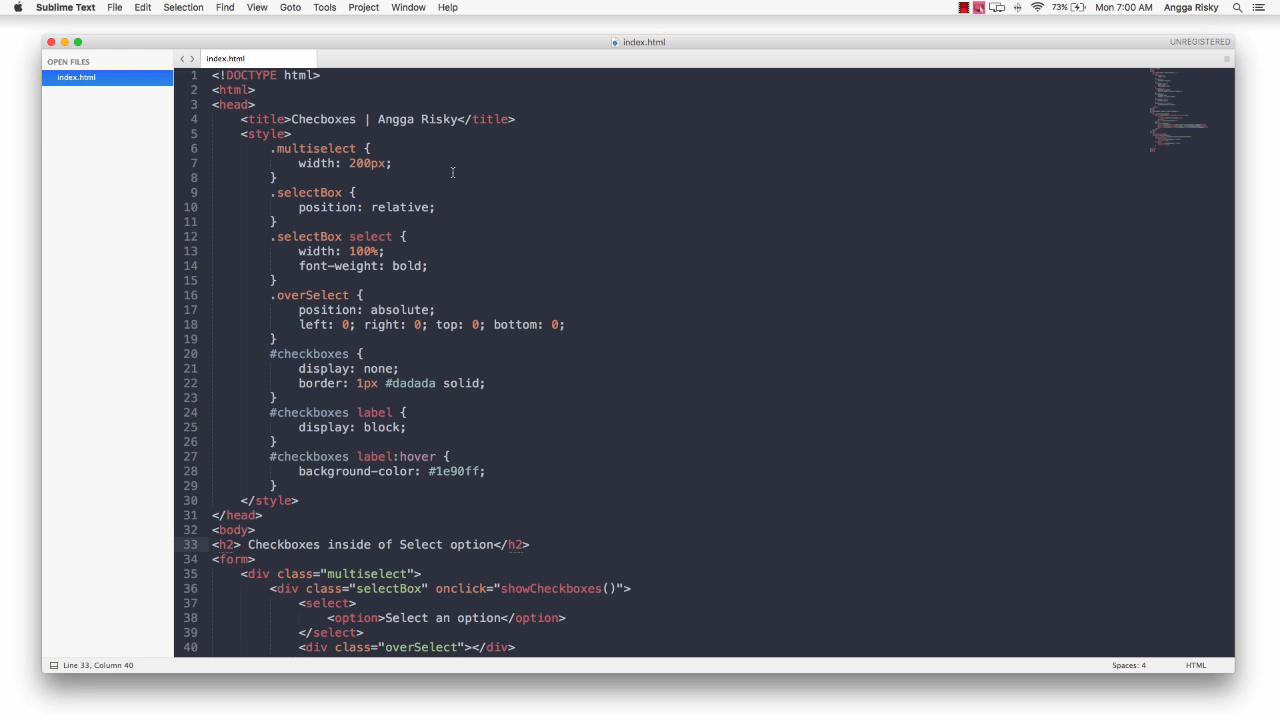 Sublime Text File Edit Selection Find View Goto Tools Project Window Help 73% Mon 7:00 AM Angga Risky
index.html UNREGISTERED
OPEN FILES
index.html
index.html
1 <!DOCTYPE html>
2 <html>
3 <head>
4 <title>Checboxes | Angga Risky</title>
5 <style>
6 .multiselect {
7 width: 200px;
8 }
9 .selectBox {
10 position: relative;
11 }
12 .selectBox select {
13 width: 100%;
14 font-weight: bold;
15 }
16 .overSelect {
17 position: absolute;
18 left: 0; right: 0; top: 0; bottom: 0;
19 }
20 #checkboxes {
21 display: none;
22 border: 1px #dadada solid;
23 }
24 #checkboxes label {
25 display: block;
26 }
27 #checkboxes label:hover {
28 background-color: #1e90ff;
29 }
30 </style>
31 </head>
32 <body>
33 <h2> Checkboxes inside of Select option</h2>
34 <form>
35 <div class="multiselect">
36 <div class="selectBox" onclick="showCheckboxes()">
37 <select>
38 <option>Select an option</option>
39 </select>
40 <div class="overSelect"></div>
Line 33, Column 40 Spaces: 4 HTML